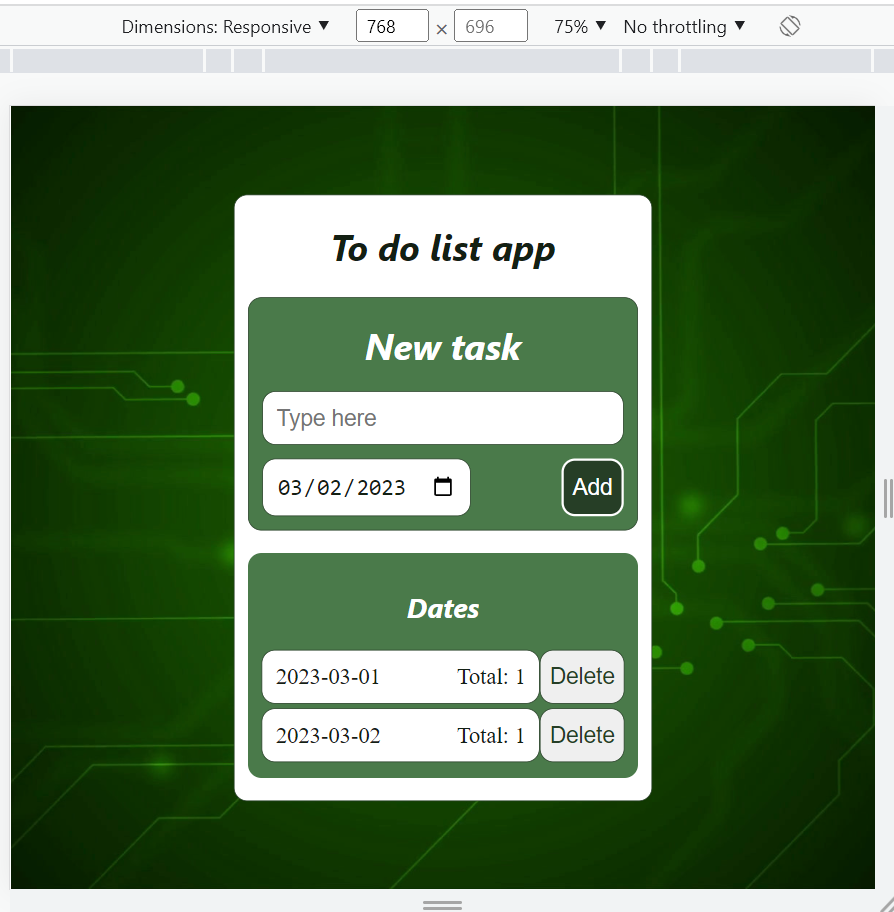 Dimensions: Responsive ▼ 768 × 696 75% ▼ No throttling ▼
To do list app
New task
Type here
03/02/2023 Add
Dates
2023-03-01 Total: 1 Delete
2023-03-02 Total: 1 Delete